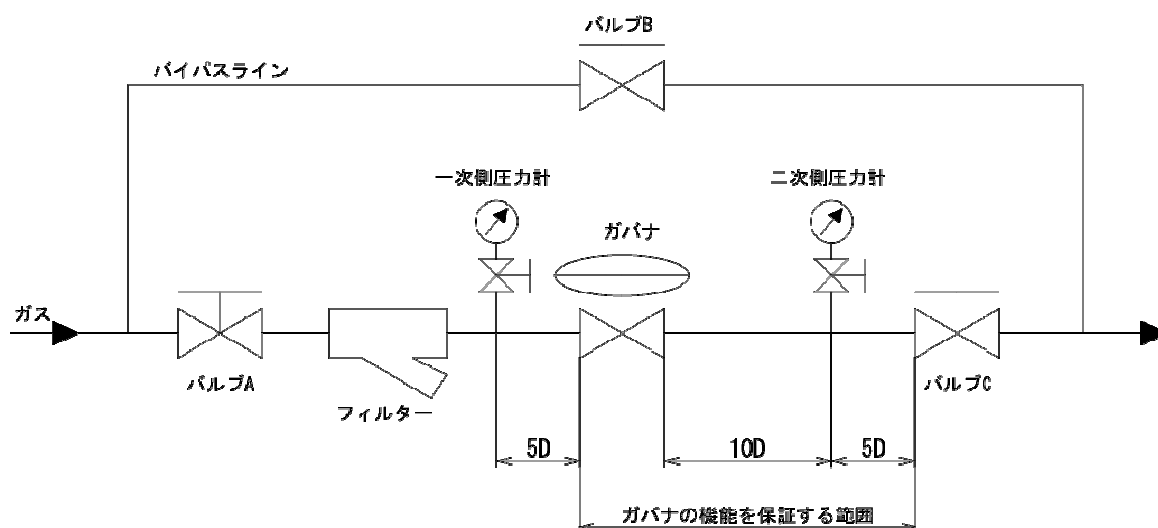 バルブB
バイパスライン
一次側圧力計
二次側圧力計
ガバナ
ガス
バルブA
バルブC
フィルター
5D
10D
5D
ガバナの機能を保証する範囲